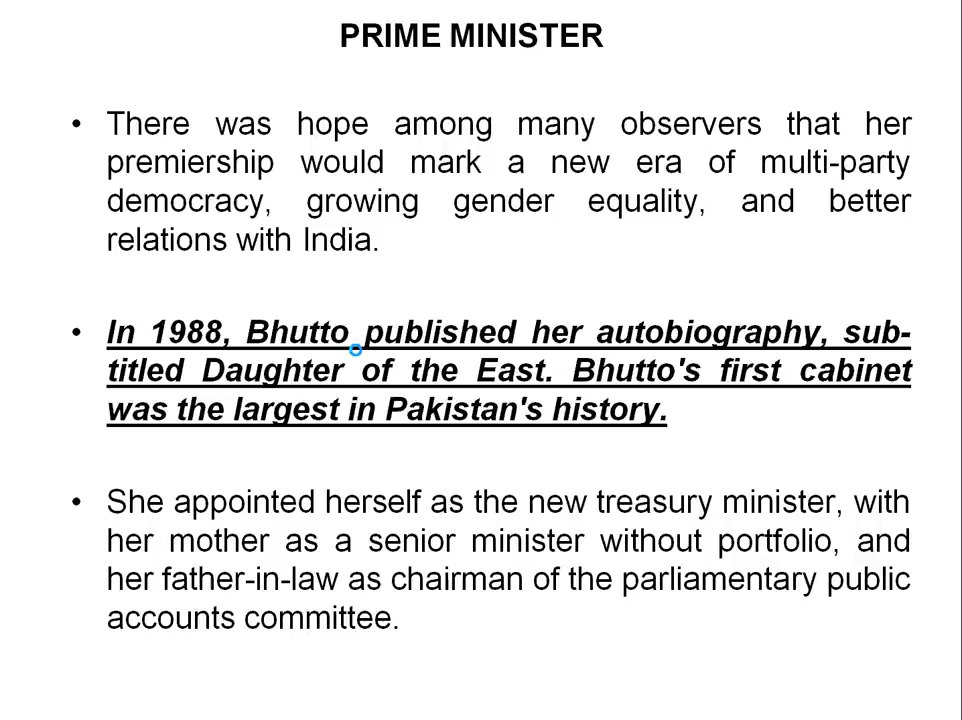 PRIME MINISTER
• There was hope among many observers that her
premiership would mark a new era of multi-party
democracy, growing gender equality, and better
relations with India.
• In 1988, Bhutto published her autobiography, sub-
titled Daughter of the East. Bhutto's first cabinet
was the largest in Pakistan's history.
• She appointed herself as the new treasury minister, with
her mother as a senior minister without portfolio, and
her father-in-law as chairman of the parliamentary public
accounts committee.